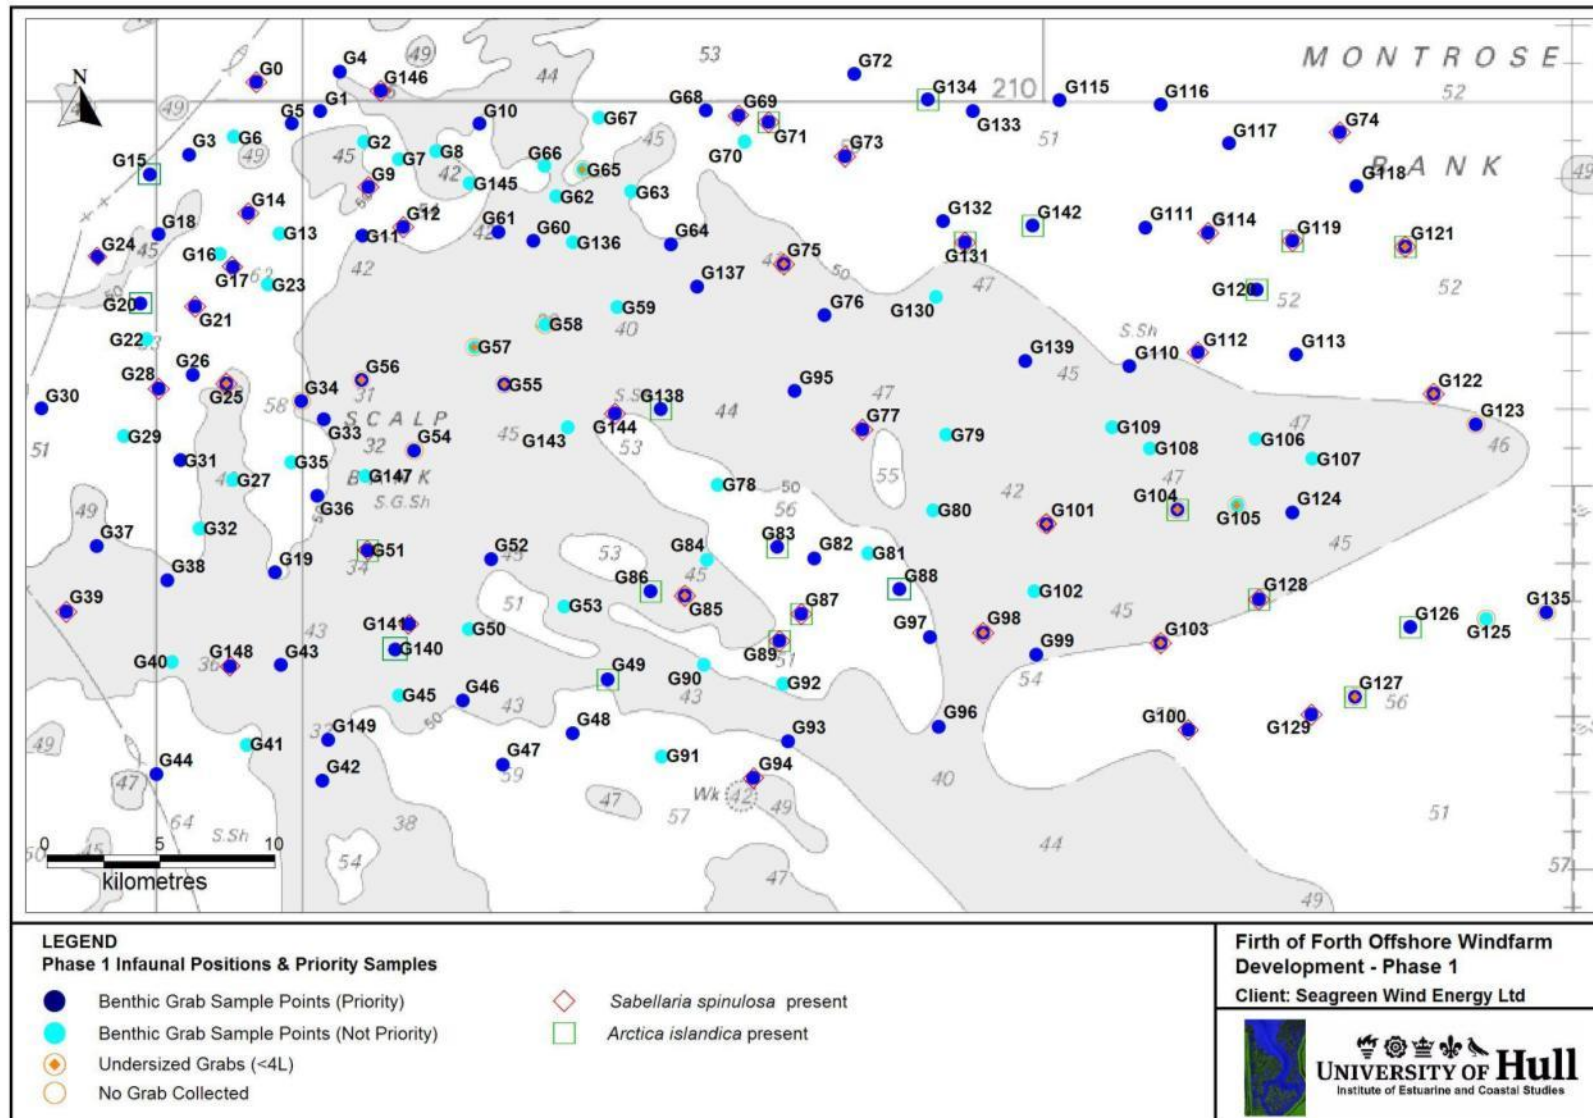 MONTROSE
BANK
210
N
G0
G4
G146
G72
G134
G115
G116
G5
G1
G10
G67
G68
G69
G71
G133
G117
G74
G3
G6
G2
G7
G8
G66
G65
G70
G73
G118
G15
G9
G145
G62
G63
G14
G12
G132
G142
G111
G114
G119
G121
G18
G13
G11
G61
G60
G136
G64
G131
G24
G16
G17
G75
G23
G137
G130
G120
G20
G21
G59
G76
G22
G58
G57
G139
G110
G112
G113
G28
G26
G25
G56
G55
G95
G122
G30
G34
G33
G144
G138
G77
G123
SCALP
BANK
S.G.Sh
G29
G54
G143
G79
G109
G108
G106
G107
G31
G35
G27
G147
G78
G36
G80
G101
G104
G105
G124
G32
G37
G51
G52
G84
G83
G82
G81
G38
G19
G86
G85
G88
G102
G128
G39
G53
G87
G126
G125
G135
G141
G50
G97
G98
G103
G140
G89
G99
G40
G148
G43
G49
G90
G92
G45
G46
G127
G129
G149
G48
G93
G96
G100
G41
G44
G42
G47
G91
G94
Wk
S.Sh
S.Sh
0 5 10
kilometres
LEGEND
Phase 1 Infaunal Positions & Priority Samples
Benthic Grab Sample Points (Priority)
Benthic Grab Sample Points (Not Priority)
Undersized Grabs (<4L)
No Grab Collected
Sabellaria spinulosa present
Arctica islandica present
Firth of Forth Offshore Windfarm
Development - Phase 1
Client: Seagreen Wind Energy Ltd
UNIVERSITY OF Hull
Institute of Estuarine and Coastal Studies